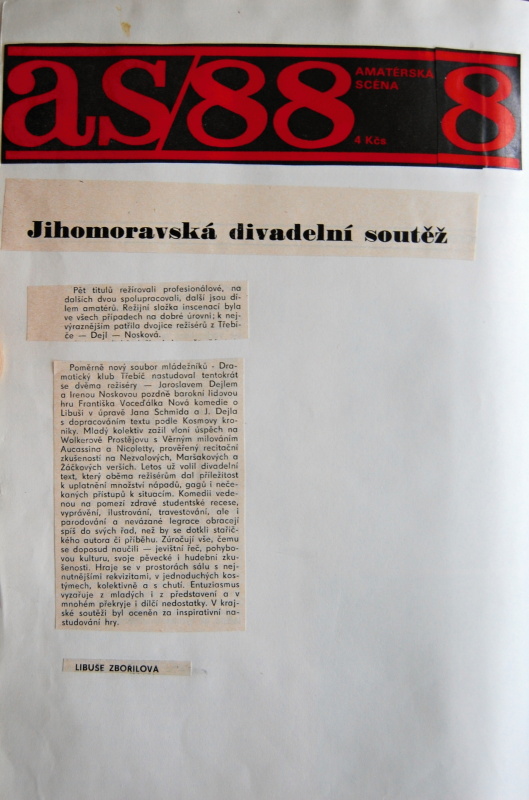 as/88 8
AMATÉRSKÁ
SCÉNA
4 Kčs
Jihomoravská divadelní soutěž
Pět titulů režírovali profesionálové, na
dalších dvou spolupracovali, další jsou dí-
lem amatérů. Režijní složka inscenací byla
ve všech případech na dobré úrovni; k nej-
výraznějším patřila dvojice režisérů z Třebí-
če — Dejl — Nosková.
Poměrně nový soubor mládežníků - Dra-
matický klub Třebíč nastudoval tentokrát
se dvěma režiséry — Jaroslavem Dejlem
a Irenou Noskovou pozdně barokní lidovou
hru Františka Voceďálka Nová komedie o
Libuši v úpravě Jana Schmida a J. Dejla
s dopracováním textu podle Kosmovy kro-
niky. Mladý kolektiv zažil vloni úspěch na
Wolkerově Prostějovu s Věrným milováním
Aucassina a Nicoletty, prověřený recitační
zkušeností na Nezvalových, Maršakových a
Žáčkových verších. Letos už volil divadelní
text, který oběma režisérům dal příležitost
k uplatnění množství nápadů, gagů i neče-
kaných přístupů k situacím. Komedii vede-
nou na pomezí zdravé studentské recese,
vyprávění, ilustrování, travestování, ale i
parodování a nevázané legrace obracejí
spíš do svých řad, než by se dotkli staříč-
kého autora či příběhu. Zúročují vše, čemu
se doposud naučili — jevištní řeč, pohybo-
vou kulturu, svoje pěvecké i hudební zku-
šenosti. Hraje se v prostorách sálu s nej-
nutnějšími rekvizitami, v jednoduchých kos-
týmech, kolektivně a s chutí. Entuziasmus
vyzařuje z mladých i z představení a v
mnohém překryje i dílčí nedostatky. V kraj-
ské soutěži byl oceněn za inspirativní na-
studování hry.
LIBUŠE ZBOŘILOVÁ